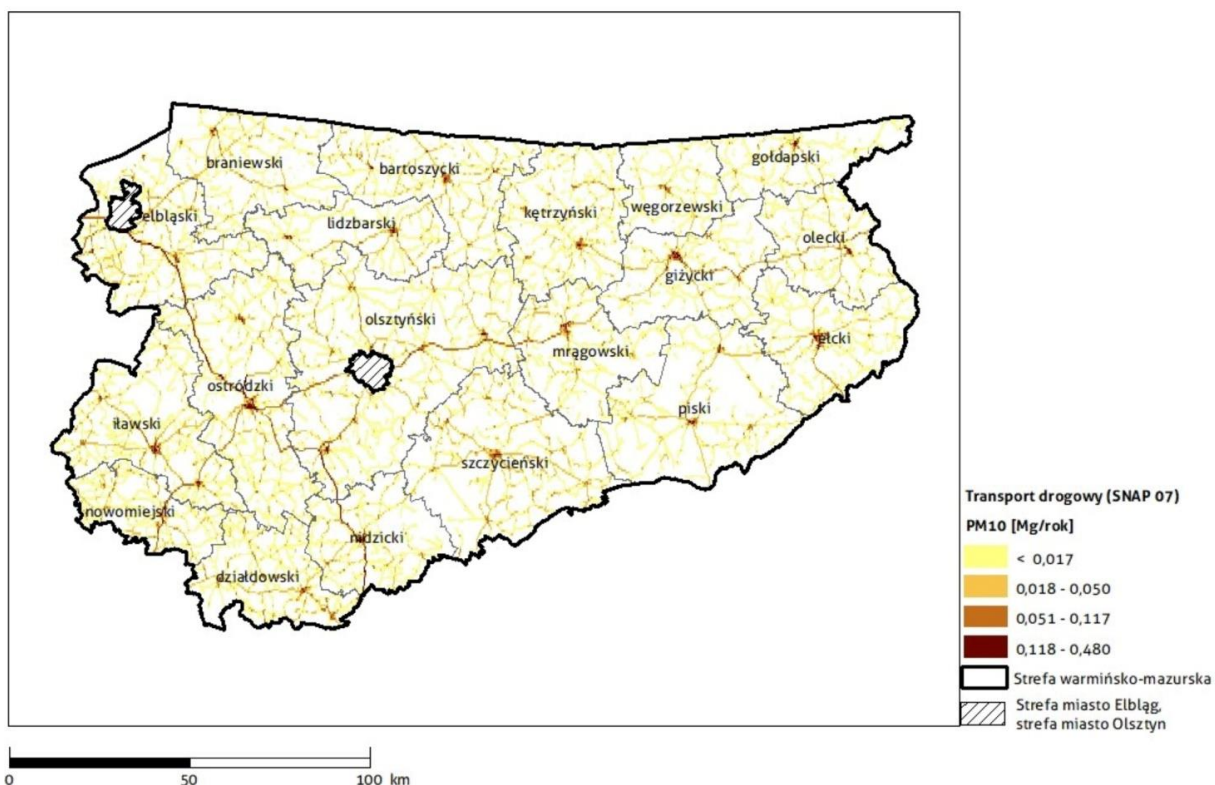 braniewski
bartoszycki
gołdapski
elbląski
lidzbarski
kętrzyński
węgorzewski
olecki
giżycki
olsztyński
mrągowski
ełcki
ostródzki
iławski
piski
szczycieński
nowomiejski
nidzicki
działdowski
Transport drogowy (SNAP 07)
PM10 [Mg/rok]
< 0,017
0,018 - 0,050
0,051 - 0,117
0,118 - 0,480
Strefa warmińsko-mazurska
Strefa miasto Elbląg,
strefa miasto Olsztyn
0 50 100 km